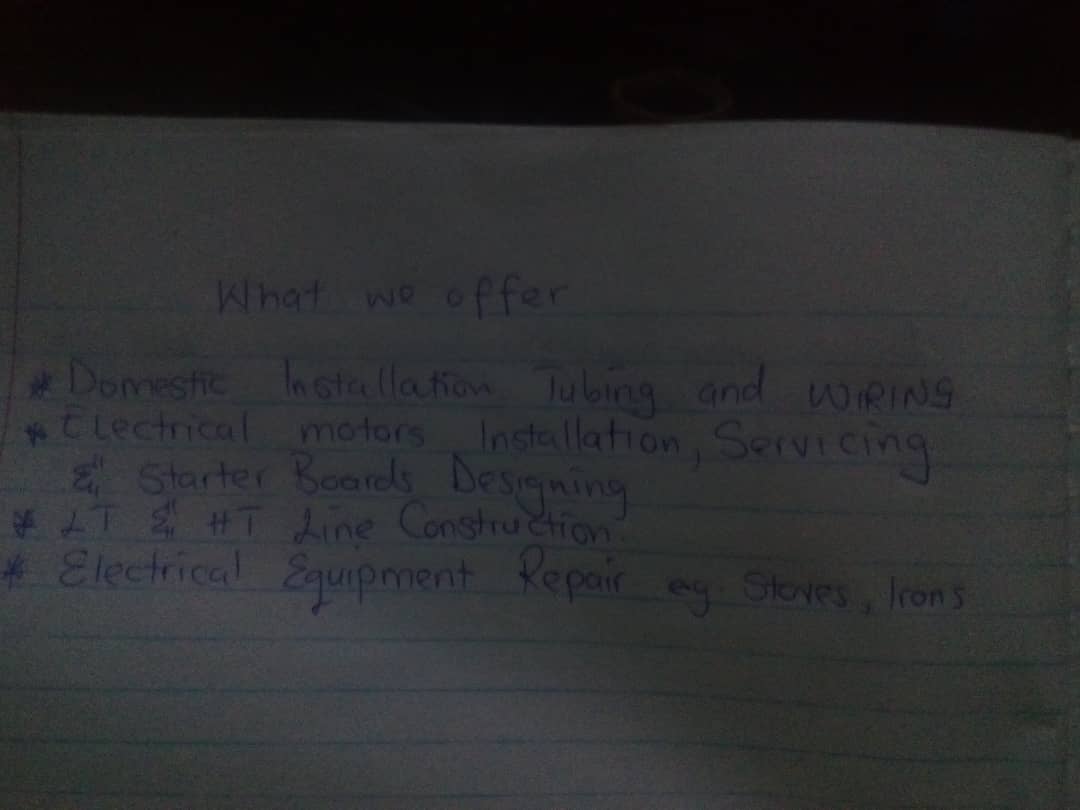 What we offer
* Domestic Installation Tubing and WIRING
* Electrical motors Installation, Servicing
& Starter Boards Designing
* LT & HT Line Construction.
* Electrical Equipment Repair eg. Stoves, Irons